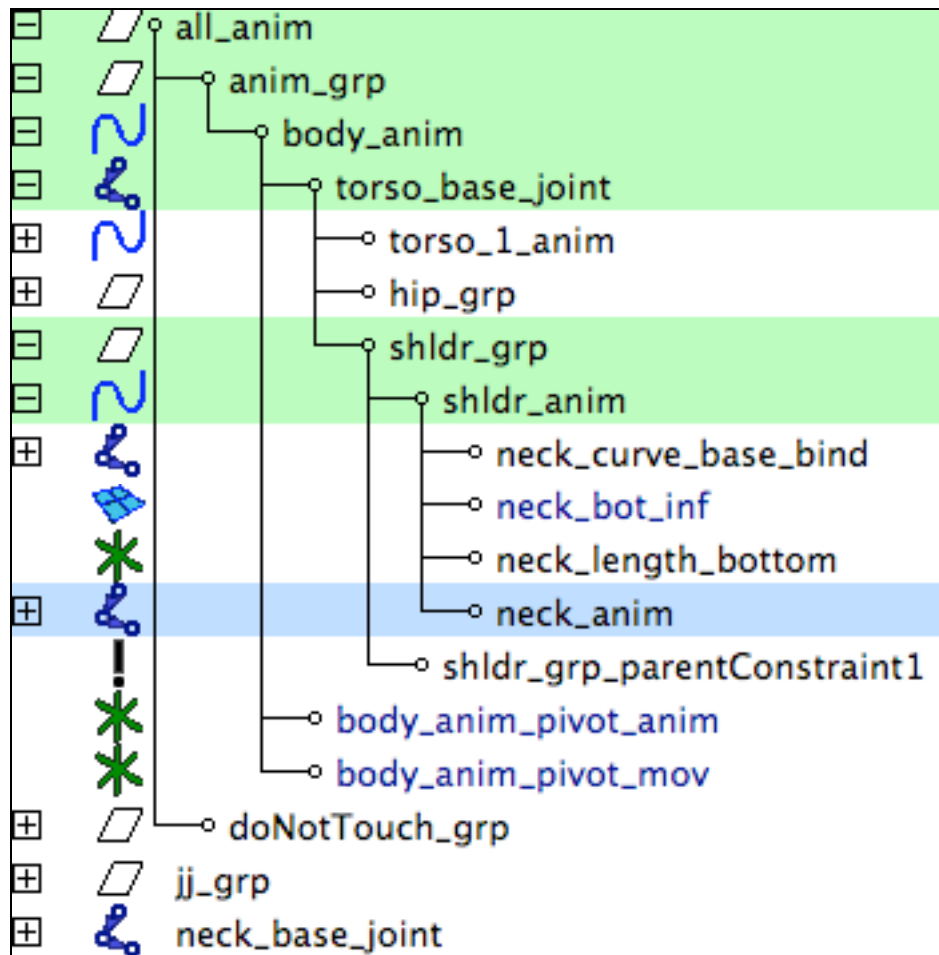 all_anim
anim_grp
body_anim
torso_base_joint
torso_1_anim
hip_grp
shldr_grp
shldr_anim
neck_curve_base_bind
neck_bot_inf
neck_length_bottom
neck_anim
shldr_grp_parentConstraint1
body_anim_pivot_anim
body_anim_pivot_mov
doNotTouch_grp
jj_grp
neck_base_joint